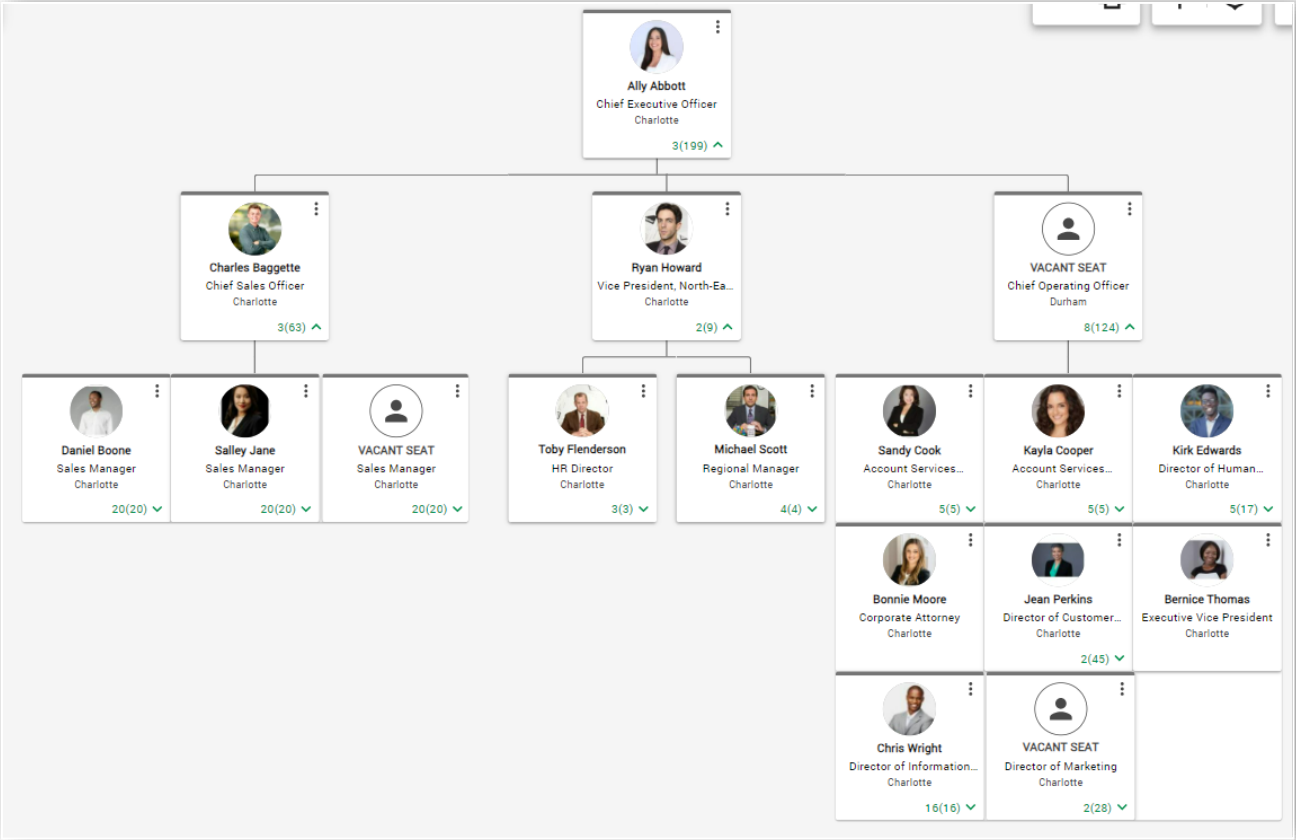 Ally Abbott
Chief Executive Officer
Charlotte
3(199)
Charles Baggette
Chief Sales Officer
Charlotte
3(63)
Ryan Howard
Vice President, North-Ea...
Charlotte
2(9)
VACANT SEAT
Chief Operating Officer
Durham
8(124)
Daniel Boone
Sales Manager
Charlotte
20(20)
Salley Jane
Sales Manager
Charlotte
20(20)
VACANT SEAT
Sales Manager
Charlotte
20(20)
Toby Flenderson
HR Director
Charlotte
3(3)
Michael Scott
Regional Manager
Charlotte
4(4)
Sandy Cook
Account Services...
Charlotte
5(5)
Kayla Cooper
Account Services...
Charlotte
5(5)
Kirk Edwards
Director of Human...
Charlotte
5(17)
Bonnie Moore
Corporate Attorney
Charlotte
Jean Perkins
Director of Customer...
Charlotte
2(45)
Bernice Thomas
Executive Vice President
Charlotte
Chris Wright
Director of Information...
Charlotte
16(16)
VACANT SEAT
Director of Marketing
Charlotte
2(28)